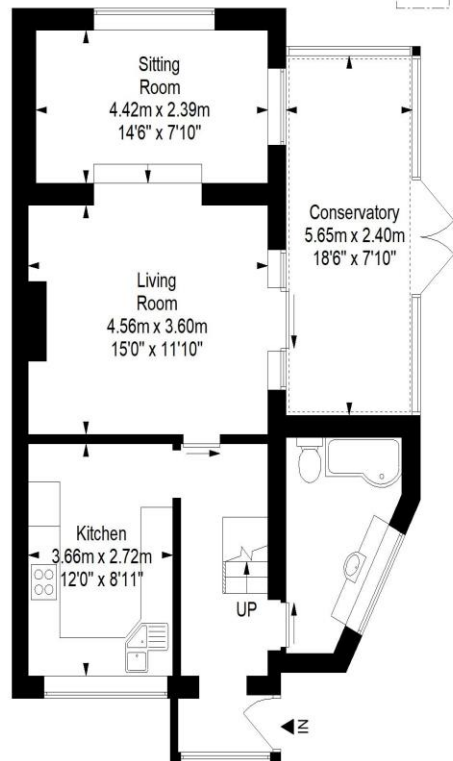 Sitting
Room
4.42m x 2.39m
14'6" x 7'10"
Conservatory
5.65m x 2.40m
18'6" x 7'10"
Living
Room
4.56m x 3.60m
15'0" x 11'10"
Kitchen
3.66m x 2.72m
12'0" x 8'11"
UP
IN